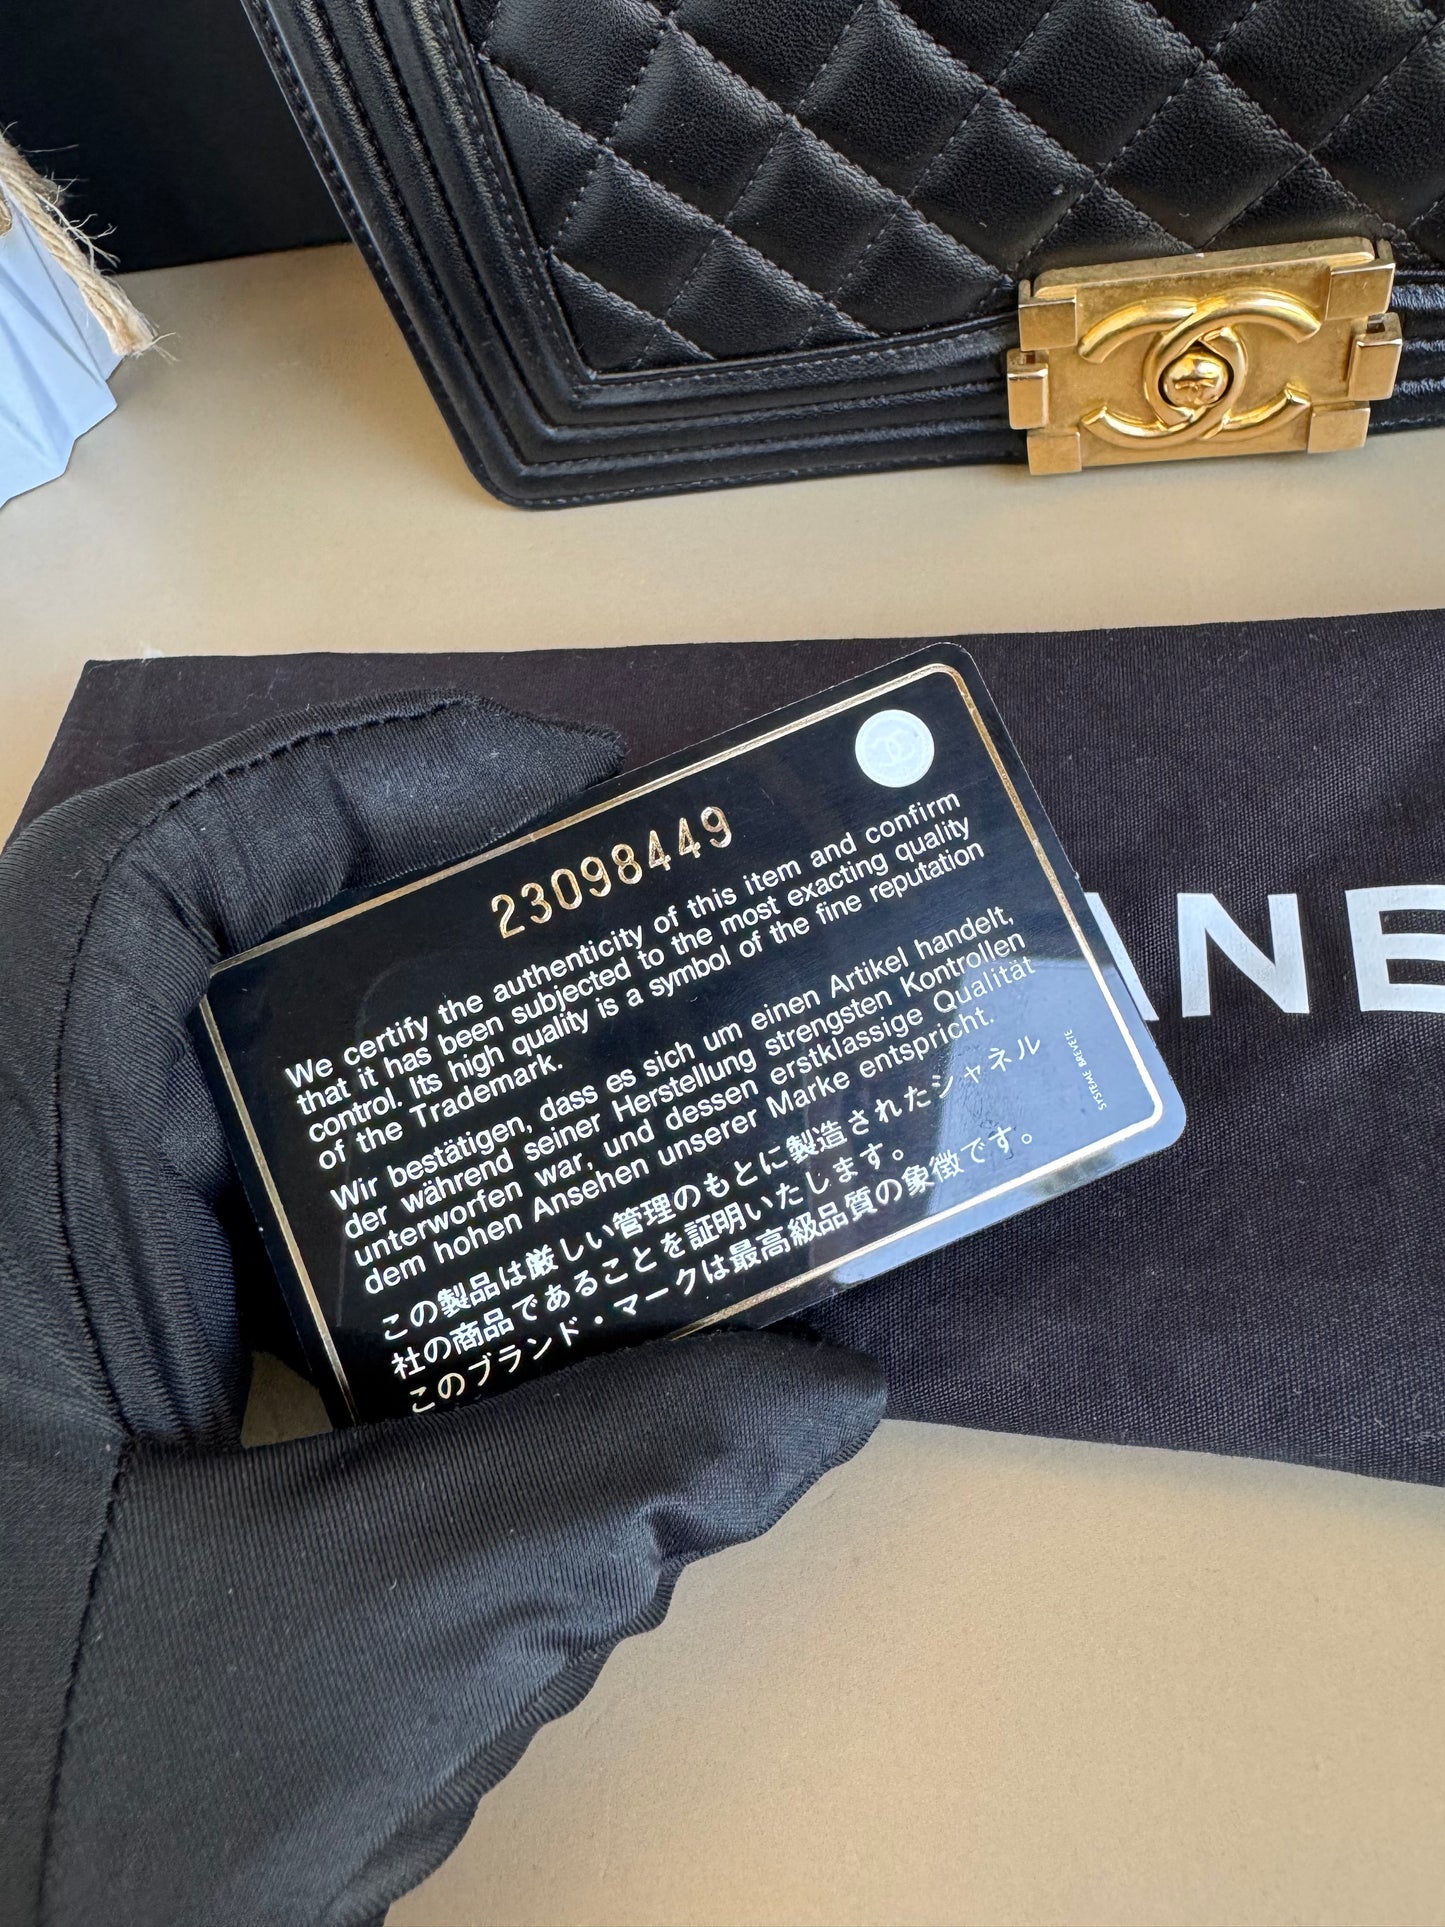 23098449
We certify the authenticity of this item and confirm
that it has been subjected to the most exacting quality
control. Its high quality is a symbol of the fine reputation
of the Trademark.
Wir bestätigen, dass es sich um einen Artikel handelt,
der während seiner Herstellung strengsten Kontrollen
unterworfen war, und dessen erstklassige Qualität
dem hohen Ansehen unserer Marke entspricht.
この製品は厳しい管理のもとに製造されたシャネル
社の商品であることを証明いたします。
このブランド・マークは最高級品質の象徴です。
SYSTEME BREVETE
ANE